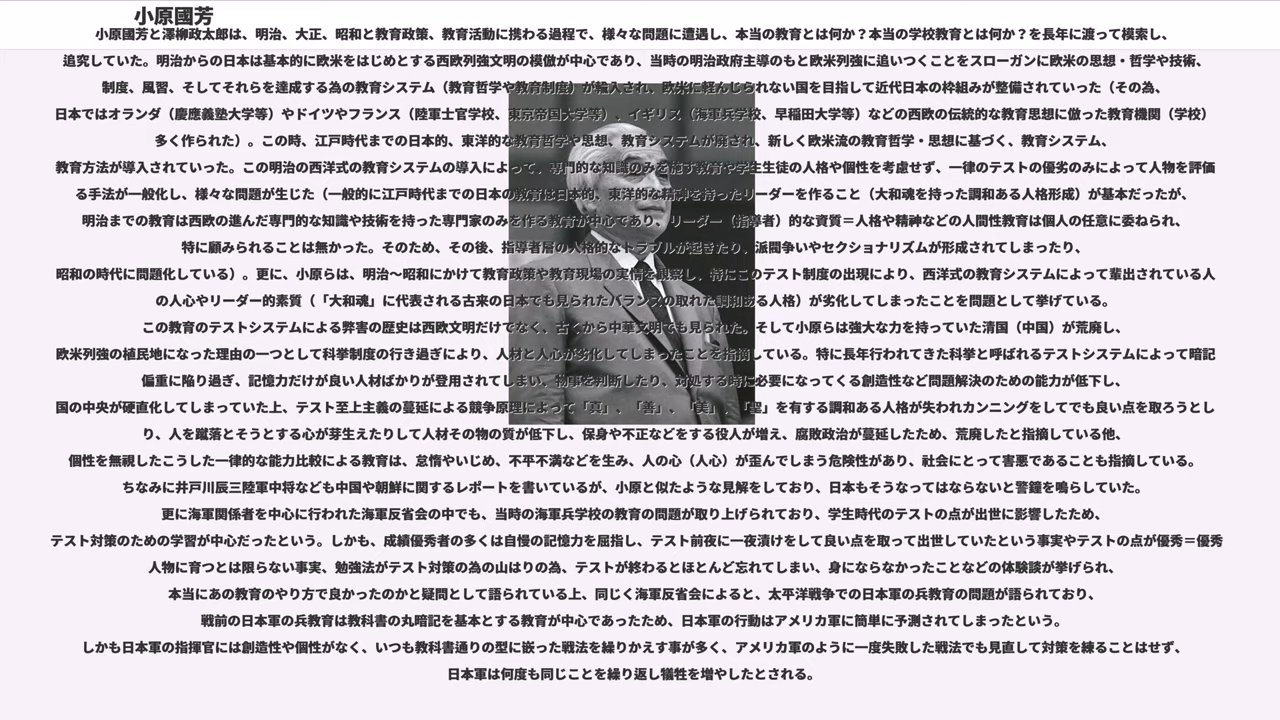 小原國芳
小原國芳と澤柳政太郎は、明治、大正、昭和と教育政策、教育活動に携わる過程で、様々な問題に遭遇し、本当の教育とは何か？本当の学校教育とは何か？を長年に渡って模索し、
追究していた。明治からの日本は基本的に欧米をはじめとする西欧列強文明の模倣が中心であり、当時の明治政府主導のもと欧米列強に追いつくことをスローガンに欧米の思想・哲学や技術、
制度、風習、そしてそれらを達成する為の教育システム（教育哲学や教育制度）が輸入され、欧米に軽んじられない国を目指して近代日本の枠組みが整備されていった（その為、
日本ではオランダ（慶應義塾大学等）やドイツやフランス（陸軍士官学校、東京帝国大学等）、イギリス（海軍兵学校、早稲田大学等）などの西欧の伝統的な教育思想に倣った教育機関（学校）
多く作られた）。この時、江戸時代までの日本的、東洋的な教育哲学や思想、教育システムが廃され、新しく欧米流の教育哲学・思想に基づく、教育システム、
教育方法が導入されていった。この明治の西洋式の教育システムの導入によって、専門的な知識のみを施す教育や学生生徒の人格や個性を考慮せず、一律のテストの優劣のみによって人物を評価
る手法が一般化し、様々な問題が生じた（一般的に江戸時代までの日本の教育は日本的、東洋的な精神を持ったリーダーを作ること（大和魂を持った調和ある人格形成）が基本だったが、
明治までの教育は西欧の進んだ専門的な知識や技術を持った専門家のみを作る教育が中心であり、リーダー（指導者）的な資質＝人格や精神などの人間性教育は個人の任意に委ねられ、
特に顧みられることは無かった。そのため、その後、指導者層の人格的なトラブルが起きたり、派閥争いやセクショナリズムが形成されてしまったり、
昭和の時代に問題化している）。更に、小原らは、明治～昭和にかけて教育政策や教育現場の実情を観察し、特にこのテスト制度の出現により、西洋式の教育システムによって輩出されている人
の人心やリーダー的素質（「大和魂」に代表される古来の日本でも見られたバランスの取れた調和ある人格）が劣化してしまったことを問題として挙げている。
この教育のテストシステムによる弊害の歴史は西欧文明だけでなく、古くから中華文明でも見られた。そして小原らは強大な力を持っていた清国（中国）が荒廃し、
欧米列強の植民地になった理由の一つとして科挙制度の行き過ぎにより、人材と人心が劣化してしまったことを指摘している。特に長年行われてきた科挙と呼ばれるテストシステムによって暗記
偏重に陥り過ぎ、記憶力だけが良い人材ばかりが登用されてしまい、物事を判断したり、対処する時に必要になってくる創造性など問題解決のための能力が低下し、
国の中央が硬直化してしまっていた上、テスト至上主義の蔓延による競争原理によって「真」、「善」、「美」、「聖」を有する調和ある人格が失われカンニングをしてでも良い点を取ろうとし
り、人を蹴落とそうとする心が芽生えたりして人材その物の質が低下し、保身や不正などをする役人が増え、腐敗政治が蔓延したため、荒廃したと指摘している他、
個性を無視したこうした一律的な能力比較による教育は、怠惰やいじめ、不平不満などを生み、人の心（人心）が歪んでしまう危険性があり、社会にとって害悪であることも指摘している。
ちなみに井戸川辰三陸軍中将なども中国や朝鮮に関するレポートを書いているが、小原と似たような見解をしており、日本もそうなってはならないと警鐘を鳴らしていた。
更に海軍関係者を中心に行われた海軍反省会の中でも、当時の海軍兵学校の教育の問題が取り上げられており、学生時代のテストの点が出世に影響したため、
テスト対策のための学習が中心だったという。しかも、成績優秀者の多くは自慢の記憶力を屈指し、テスト前夜に一夜漬けをして良い点を取って出世していたという事実やテストの点が優秀＝優秀
人物に育つとは限らない事実、勉強法がテスト対策の為の山はりの為、テストが終わるとほとんど忘れてしまい、身にならなかったことなどの体験談が挙げられ、
本当にあの教育のやり方で良かったのかと疑問として語られている上、同じく海軍反省会によると、太平洋戦争での日本軍の兵教育の問題が語られており、
戦前の日本軍の兵教育は教科書の丸暗記を基本とする教育が中心であったため、日本軍の行動はアメリカ軍に簡単に予測されてしまったという。
しかも日本軍の指揮官には創造性や個性がなく、いつも教科書通りの型に嵌った戦法を繰りかえす事が多く、アメリカ軍のように一度失敗した戦法でも見直して対策を練ることはせず、
日本軍は何度も同じことを繰り返し犠牲を増やしたとされる。